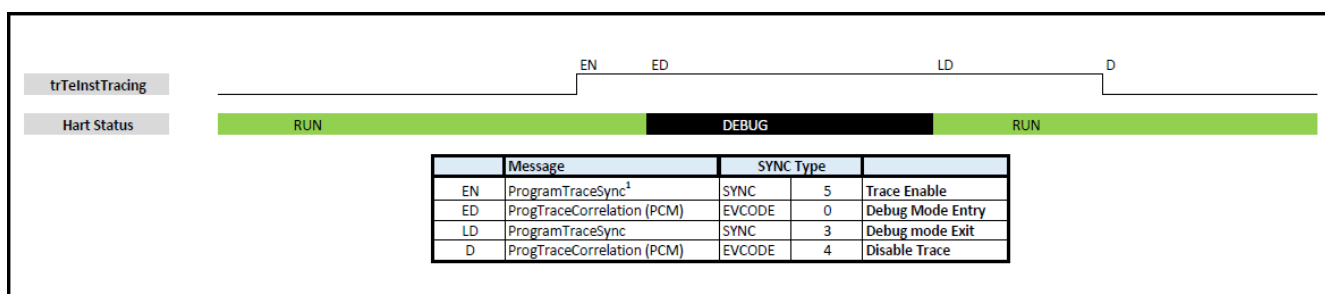 EN ED LD D
trTeInstTracing
Hart Status RUN DEBUG RUN
Message SYNC Type
EN ProgramTraceSync¹ SYNC 5 Trace Enable
ED ProgTraceCorrelation (PCM) EVCODE 0 Debug Mode Entry
LD ProgramTraceSync SYNC 3 Debug mode Exit
D ProgTraceCorrelation (PCM) EVCODE 4 Disable Trace